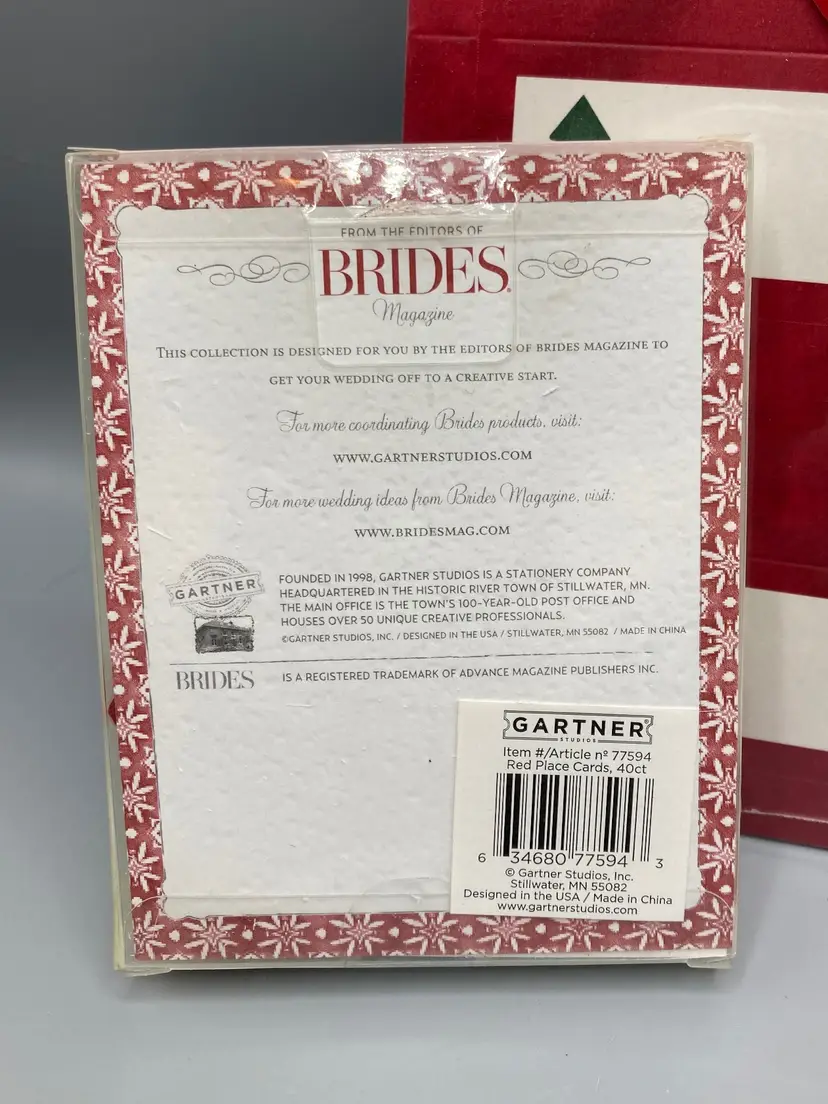 FROM THE EDITORS OF
BRIDES
Magazine
THIS COLLECTION IS DESIGNED FOR YOU BY THE EDITORS OF BRIDES MAGAZINE TO
GET YOUR WEDDING OFF TO A CREATIVE START.
For more coordinating Brides products, visit:
WWW.GARTNERSTUDIOS.COM
For more wedding ideas from Brides Magazine, visit:
WWW.BRIDESMAG.COM
GARTNER
FOUNDED IN 1998, GARTNER STUDIOS IS A STATIONERY COMPANY
HEADQUARTERED IN THE HISTORIC RIVER TOWN OF STILLWATER, MN.
THE MAIN OFFICE IS THE TOWN'S 100-YEAR-OLD POST OFFICE AND
HOUSES OVER 50 UNIQUE CREATIVE PROFESSIONALS.
©GARTNER STUDIOS, INC. / DESIGNED IN THE USA / STILLWATER, MN 55082 / MADE IN CHINA
BRIDES IS A REGISTERED TRADEMARK OF ADVANCE MAGAZINE PUBLISHERS INC.
GARTNER®
STUDIOS
Item #/Article nº 77594
Red Place Cards, 40ct
6 34680 77594 3
© Gartner Studios, Inc.
Stillwater, MN 55082
Designed in the USA / Made in China
www.gartnerstudios.com